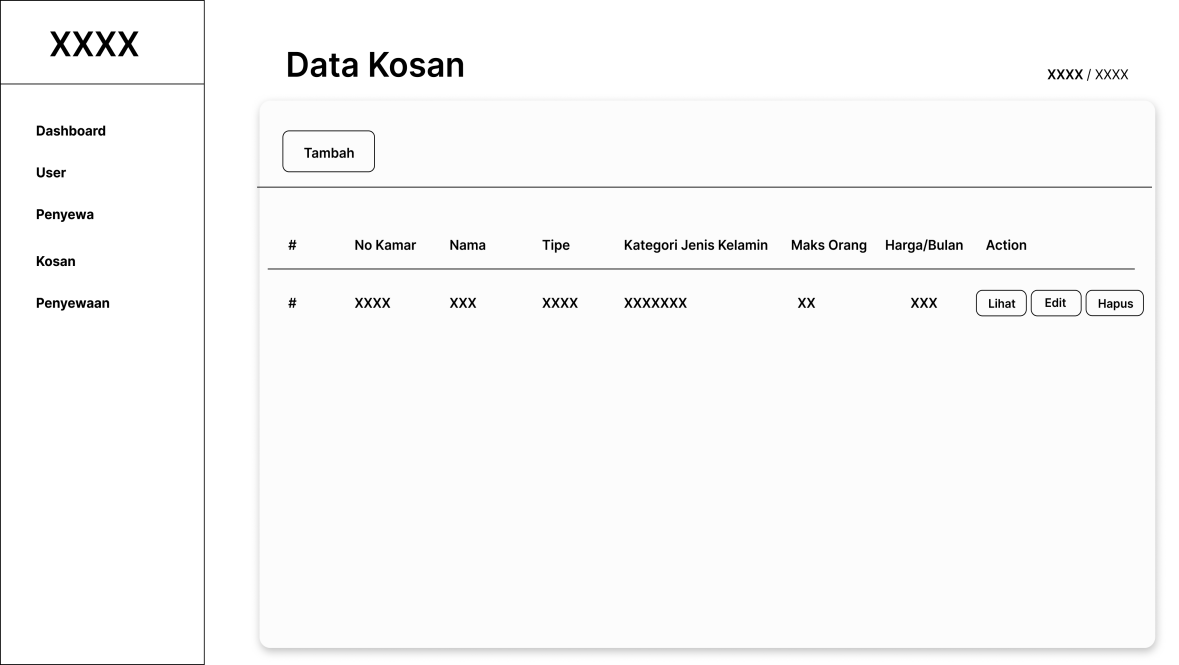 XXXX
Dashboard
User
Penyewa
Kosan
Penyewaan
Data Kosan
XXXX / XXXX
Tambah
# No Kamar Nama Tipe Kategori Jenis Kelamin Maks Orang Harga/Bulan Action
# XXXX XXX XXXX XXXXXXX XX XXX Lihat Edit Hapus